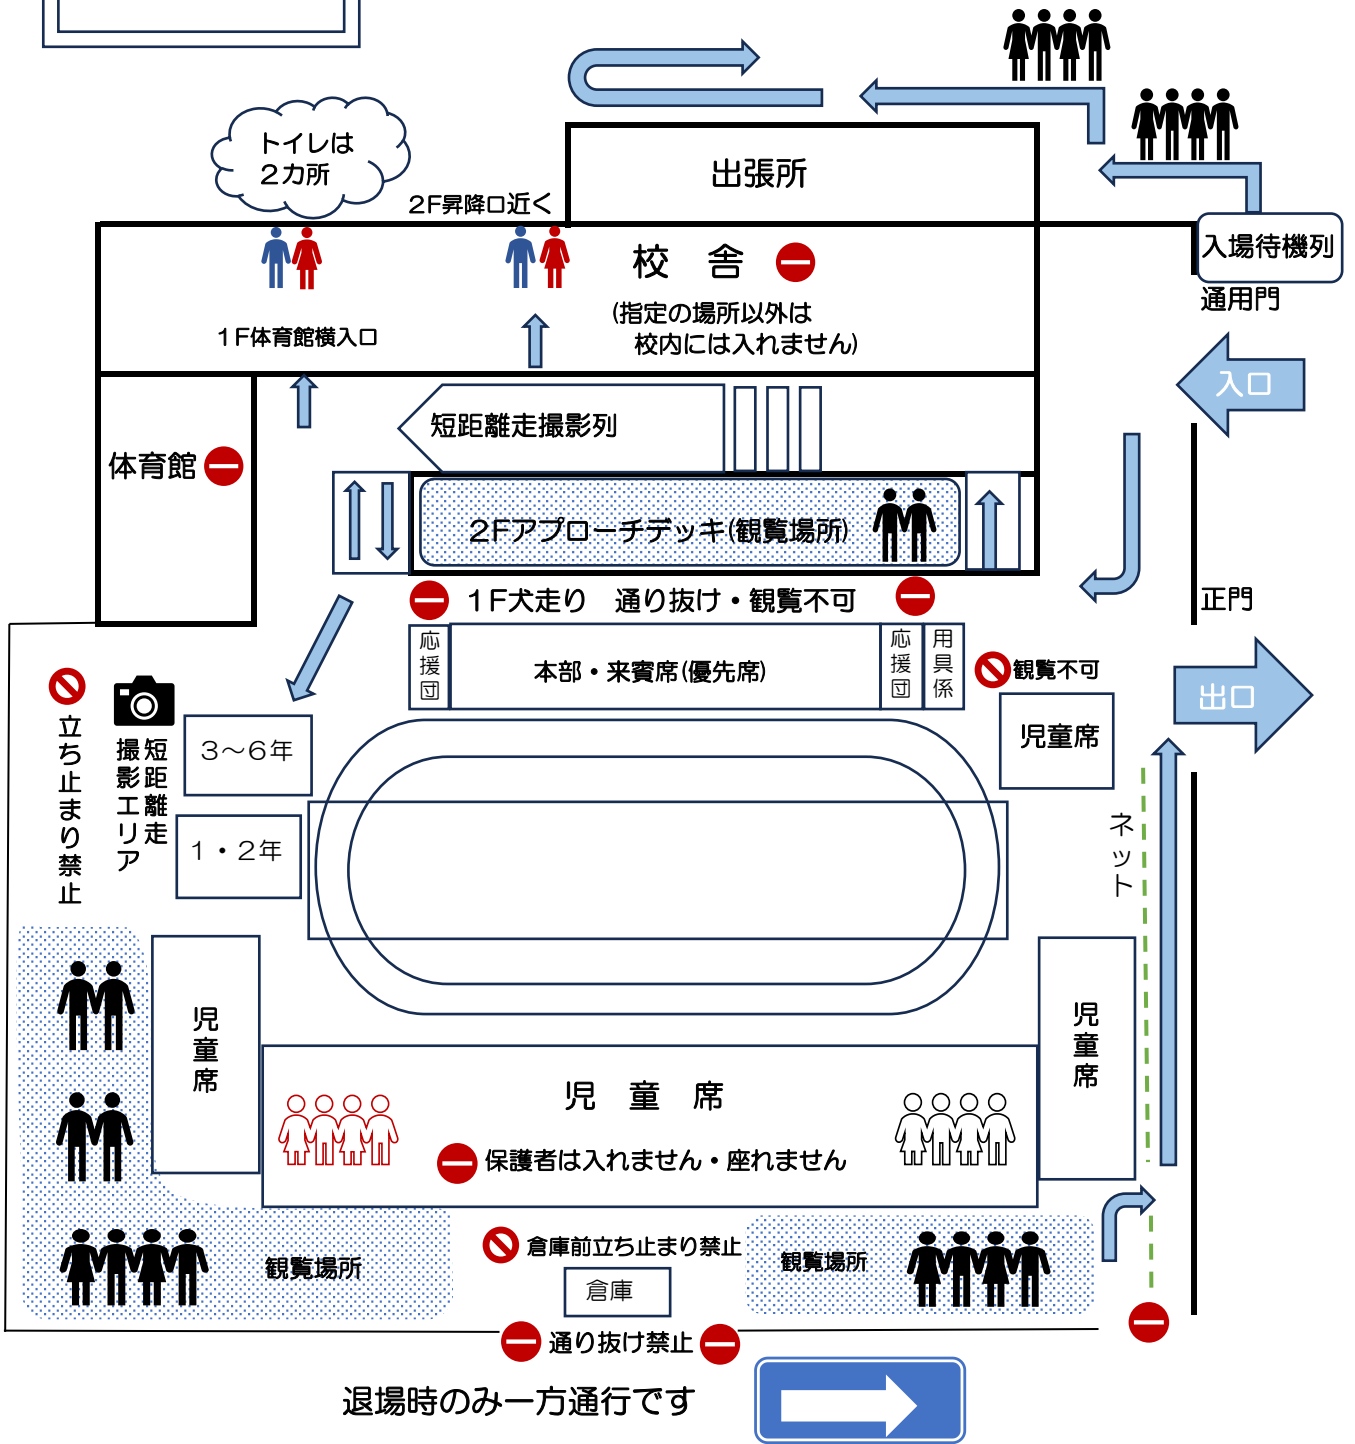 トイレは
２カ所
２F昇降口近く
出張所
校　舎
(指定の場所以外は
校内には入れません)
入場待機列
通用門
１F体育館横入口
入口
短距離走撮影列
体育館
２Fアプローチデッキ(観覧場所)
１F犬走り　通り抜け・観覧不可
正門
応援団
本部・来賓席(優先席)
応援団
用具係
観覧不可
出口
児童席
立ち止まり禁止
短距離走
撮影エリア
３～６年
１・２年
ネット
児童席
児童席
児　童　席
保護者は入れません・座れません
倉庫前立ち止まり禁止
観覧場所
観覧場所
倉庫
通り抜け禁止
退場時のみ一方通行です